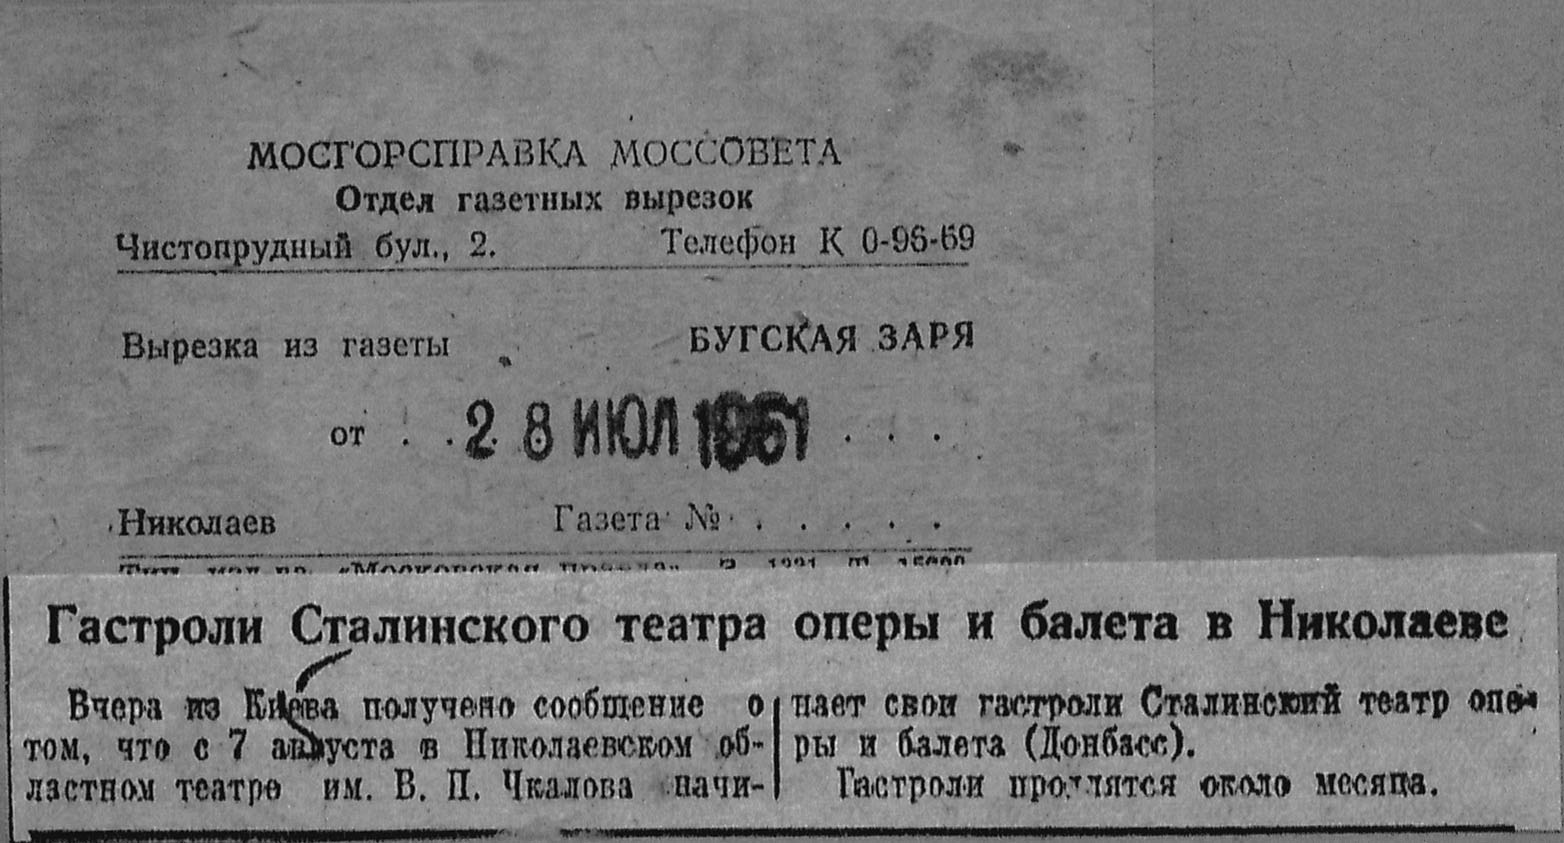 МОСГОРСПРАВКА МОССОВЕТА
Отдел газетных вырезок
Чистопрудный бул., 2. Телефон К 0-96-69
Вырезка из газеты БУГСКАЯ ЗАРЯ
от . . 28 ИЮЛ 1961 . . .
Николаев Газета № . . . . .
Гастроли Сталинского театра оперы и балета в Николаеве
Вчера из Киева получено сообщение о
том, что с 7 августа в Николаевском об-
ластном театре им. В. П. Чкалова начи-
нает свои гастроли Сталинский театр опе-
ры и балета (Донбасс).
Гастроли продлятся около месяца.